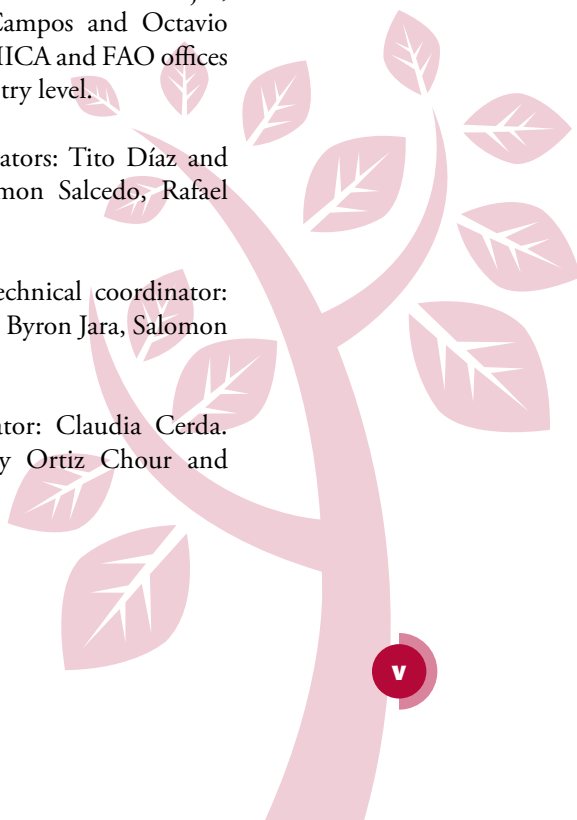 Campos and Octavio
IICA and FAO offices
try level.
ators: Tito Díaz and
mon Salcedo, Rafael
echnical coordinator:
Byron Jara, Salomon
ator: Claudia Cerda.
y Ortiz Chour and
v